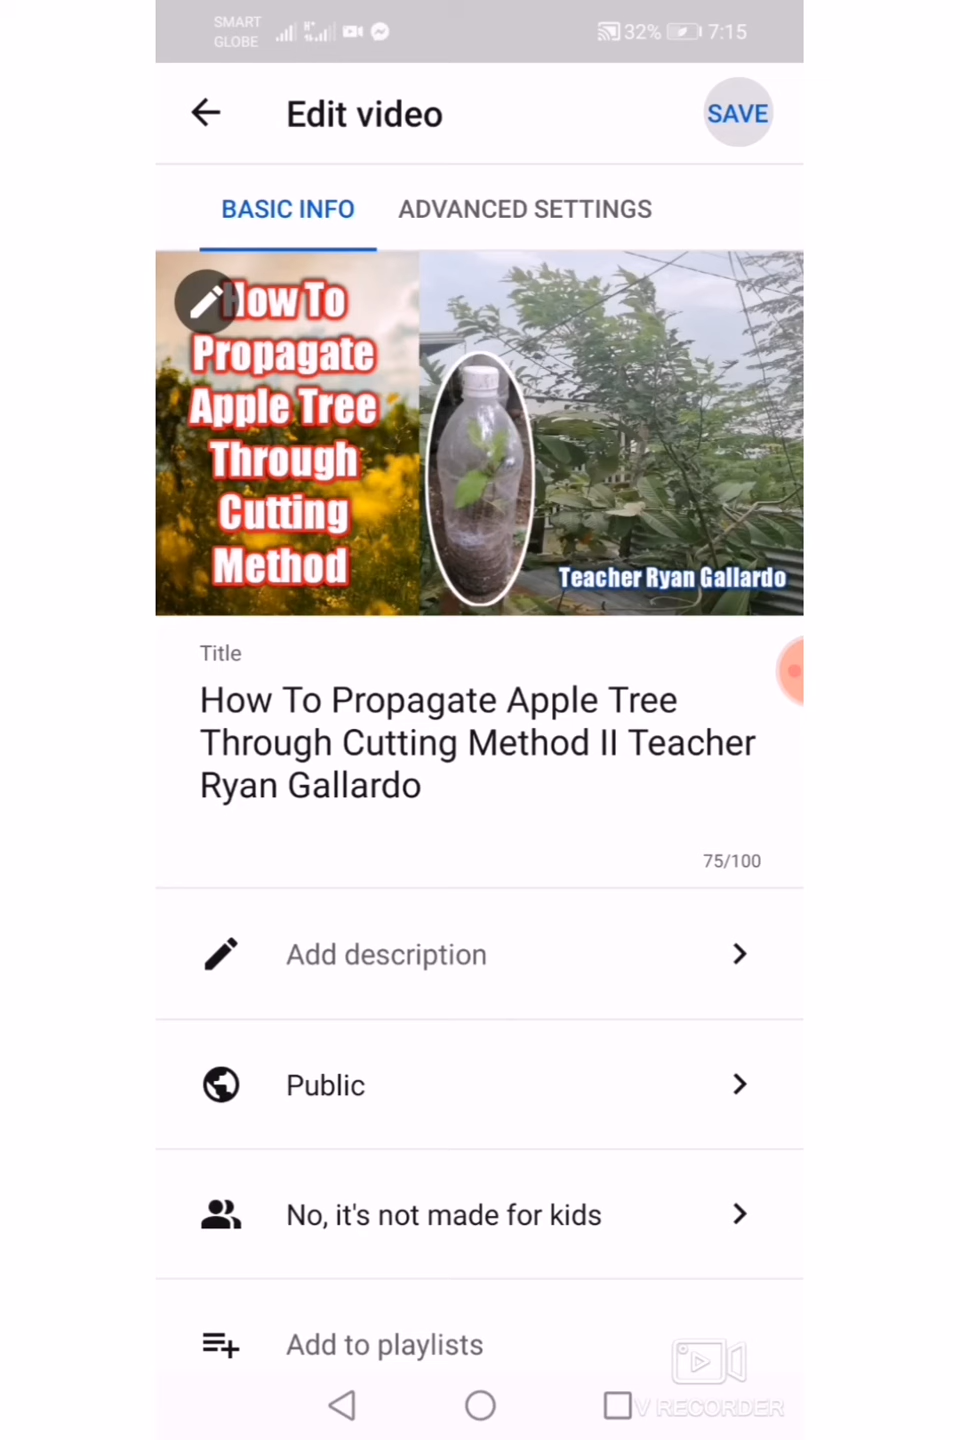 SMART
GLOBE
H+
32%
7:15
Edit video
SAVE
BASIC INFO
ADVANCED SETTINGS
How To
Propagate
Apple Tree
Through
Cutting
Method
Teacher Ryan Gallardo
Title
How To Propagate Apple Tree
Through Cutting Method II Teacher
Ryan Gallardo
75/100
Add description
Public
No, it's not made for kids
Add to playlists
V RECORDER